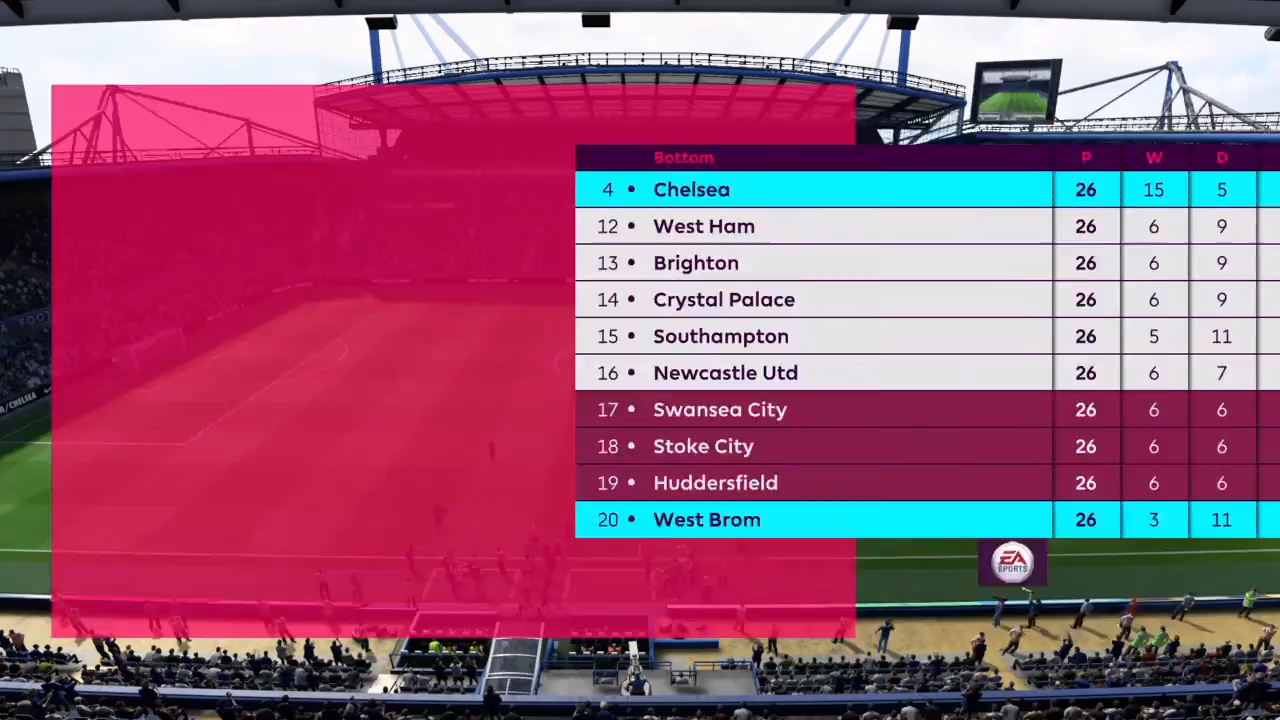 Bottom P W D
4 • Chelsea 26 15 5
12 • West Ham 26 6 9
13 • Brighton 26 6 9
14 • Crystal Palace 26 6 9
15 • Southampton 26 5 11
16 • Newcastle Utd 26 6 7
17 • Swansea City 26 6 6
18 • Stoke City 26 6 6
19 • Huddersfield 26 6 6
20 • West Brom 26 3 11
EA
SPORTS
/CHELSEA